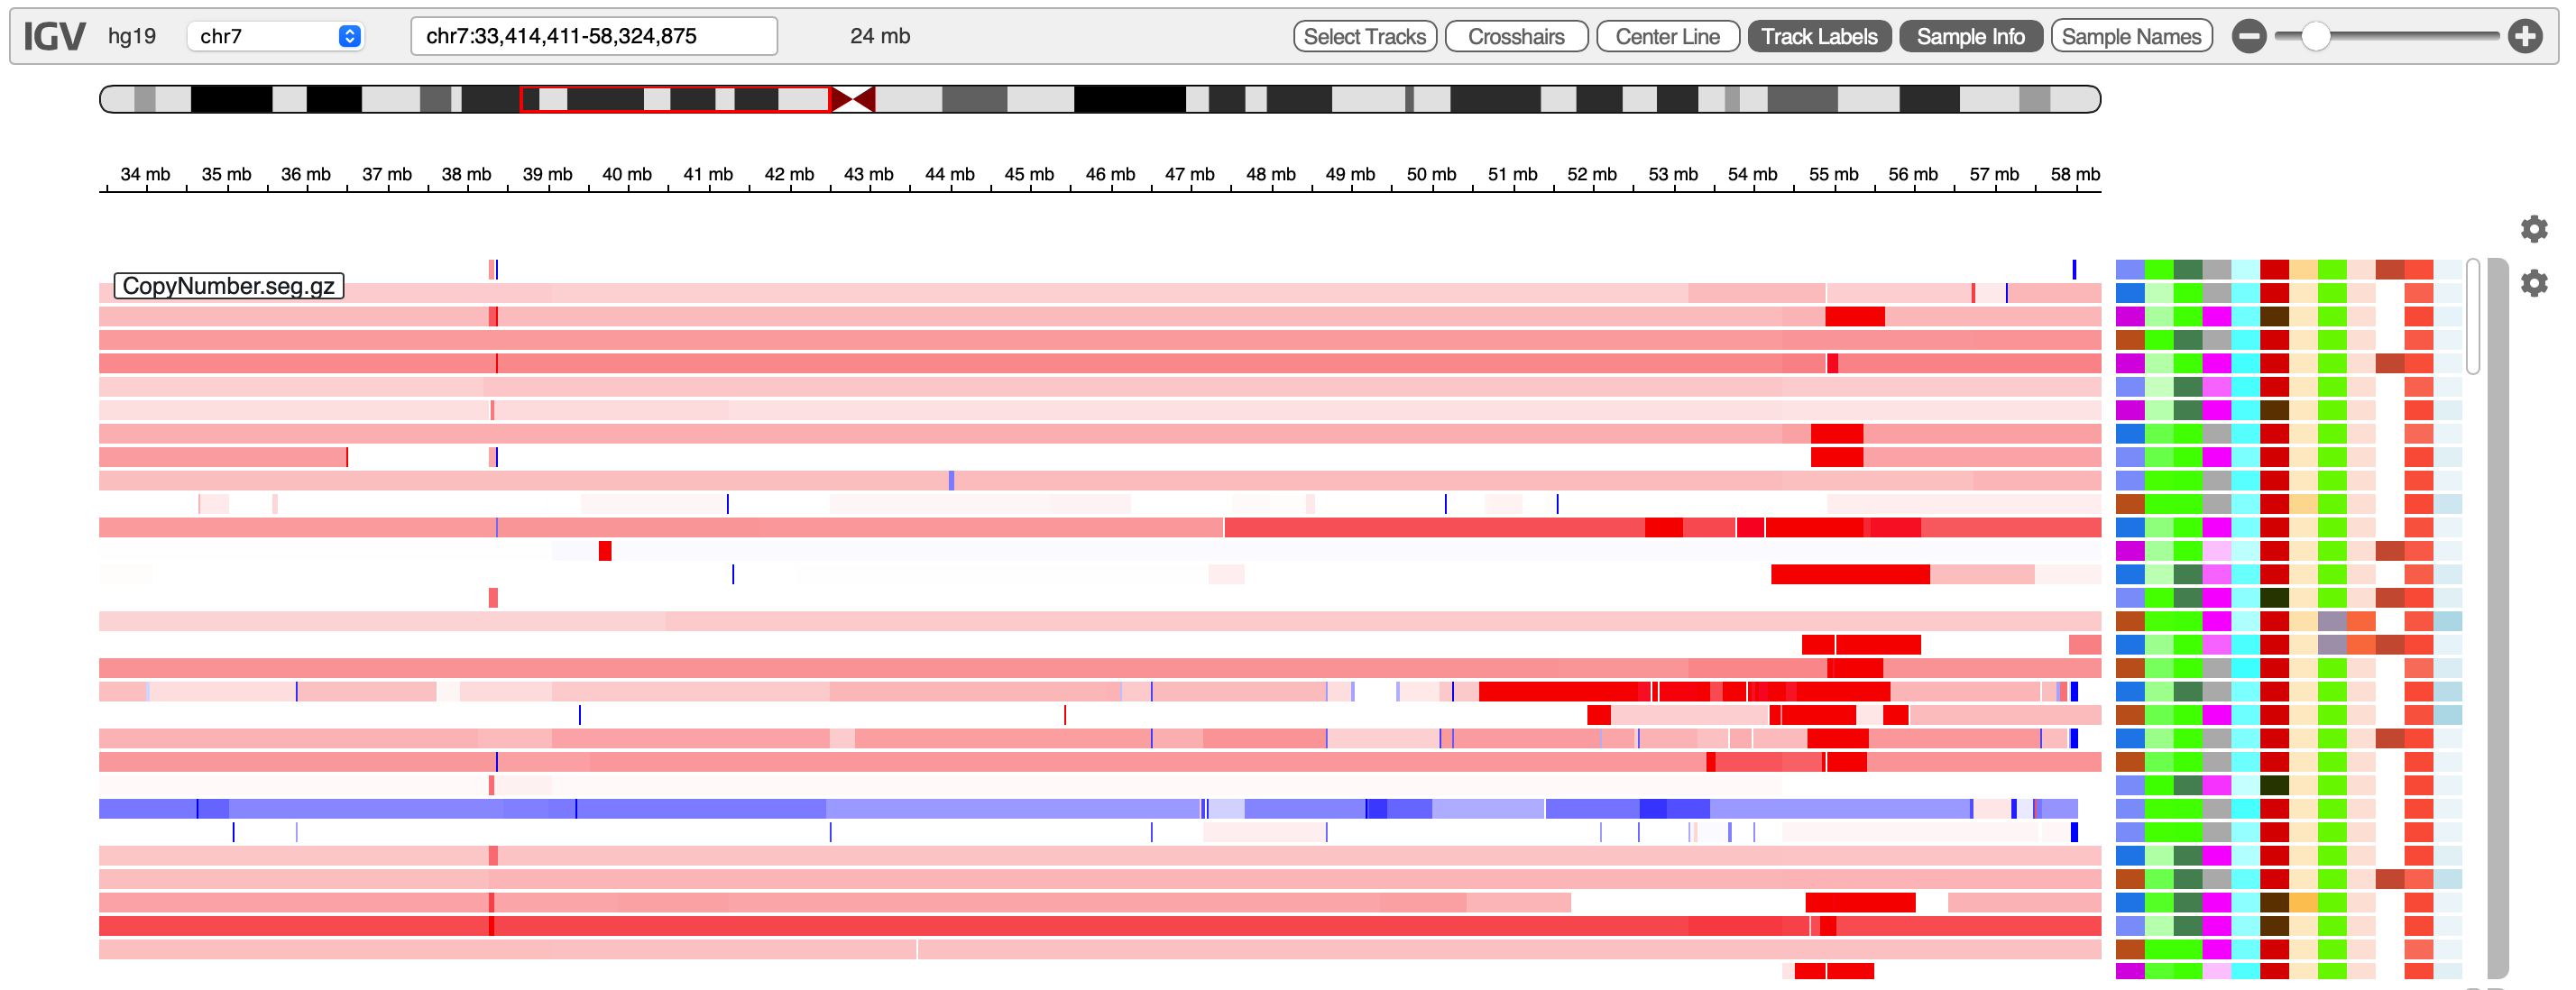 IGV hg19 chr7 chr7:33,414,411-58,324,875 24 mb Select Tracks Crosshairs Center Line Track Labels Sample Info Sample Names
34 mb 35 mb 36 mb 37 mb 38 mb 39 mb 40 mb 41 mb 42 mb 43 mb 44 mb 45 mb 46 mb 47 mb 48 mb 49 mb 50 mb 51 mb 52 mb 53 mb 54 mb 55 mb 56 mb 57 mb 58 mb
CopyNumber.seg.gz